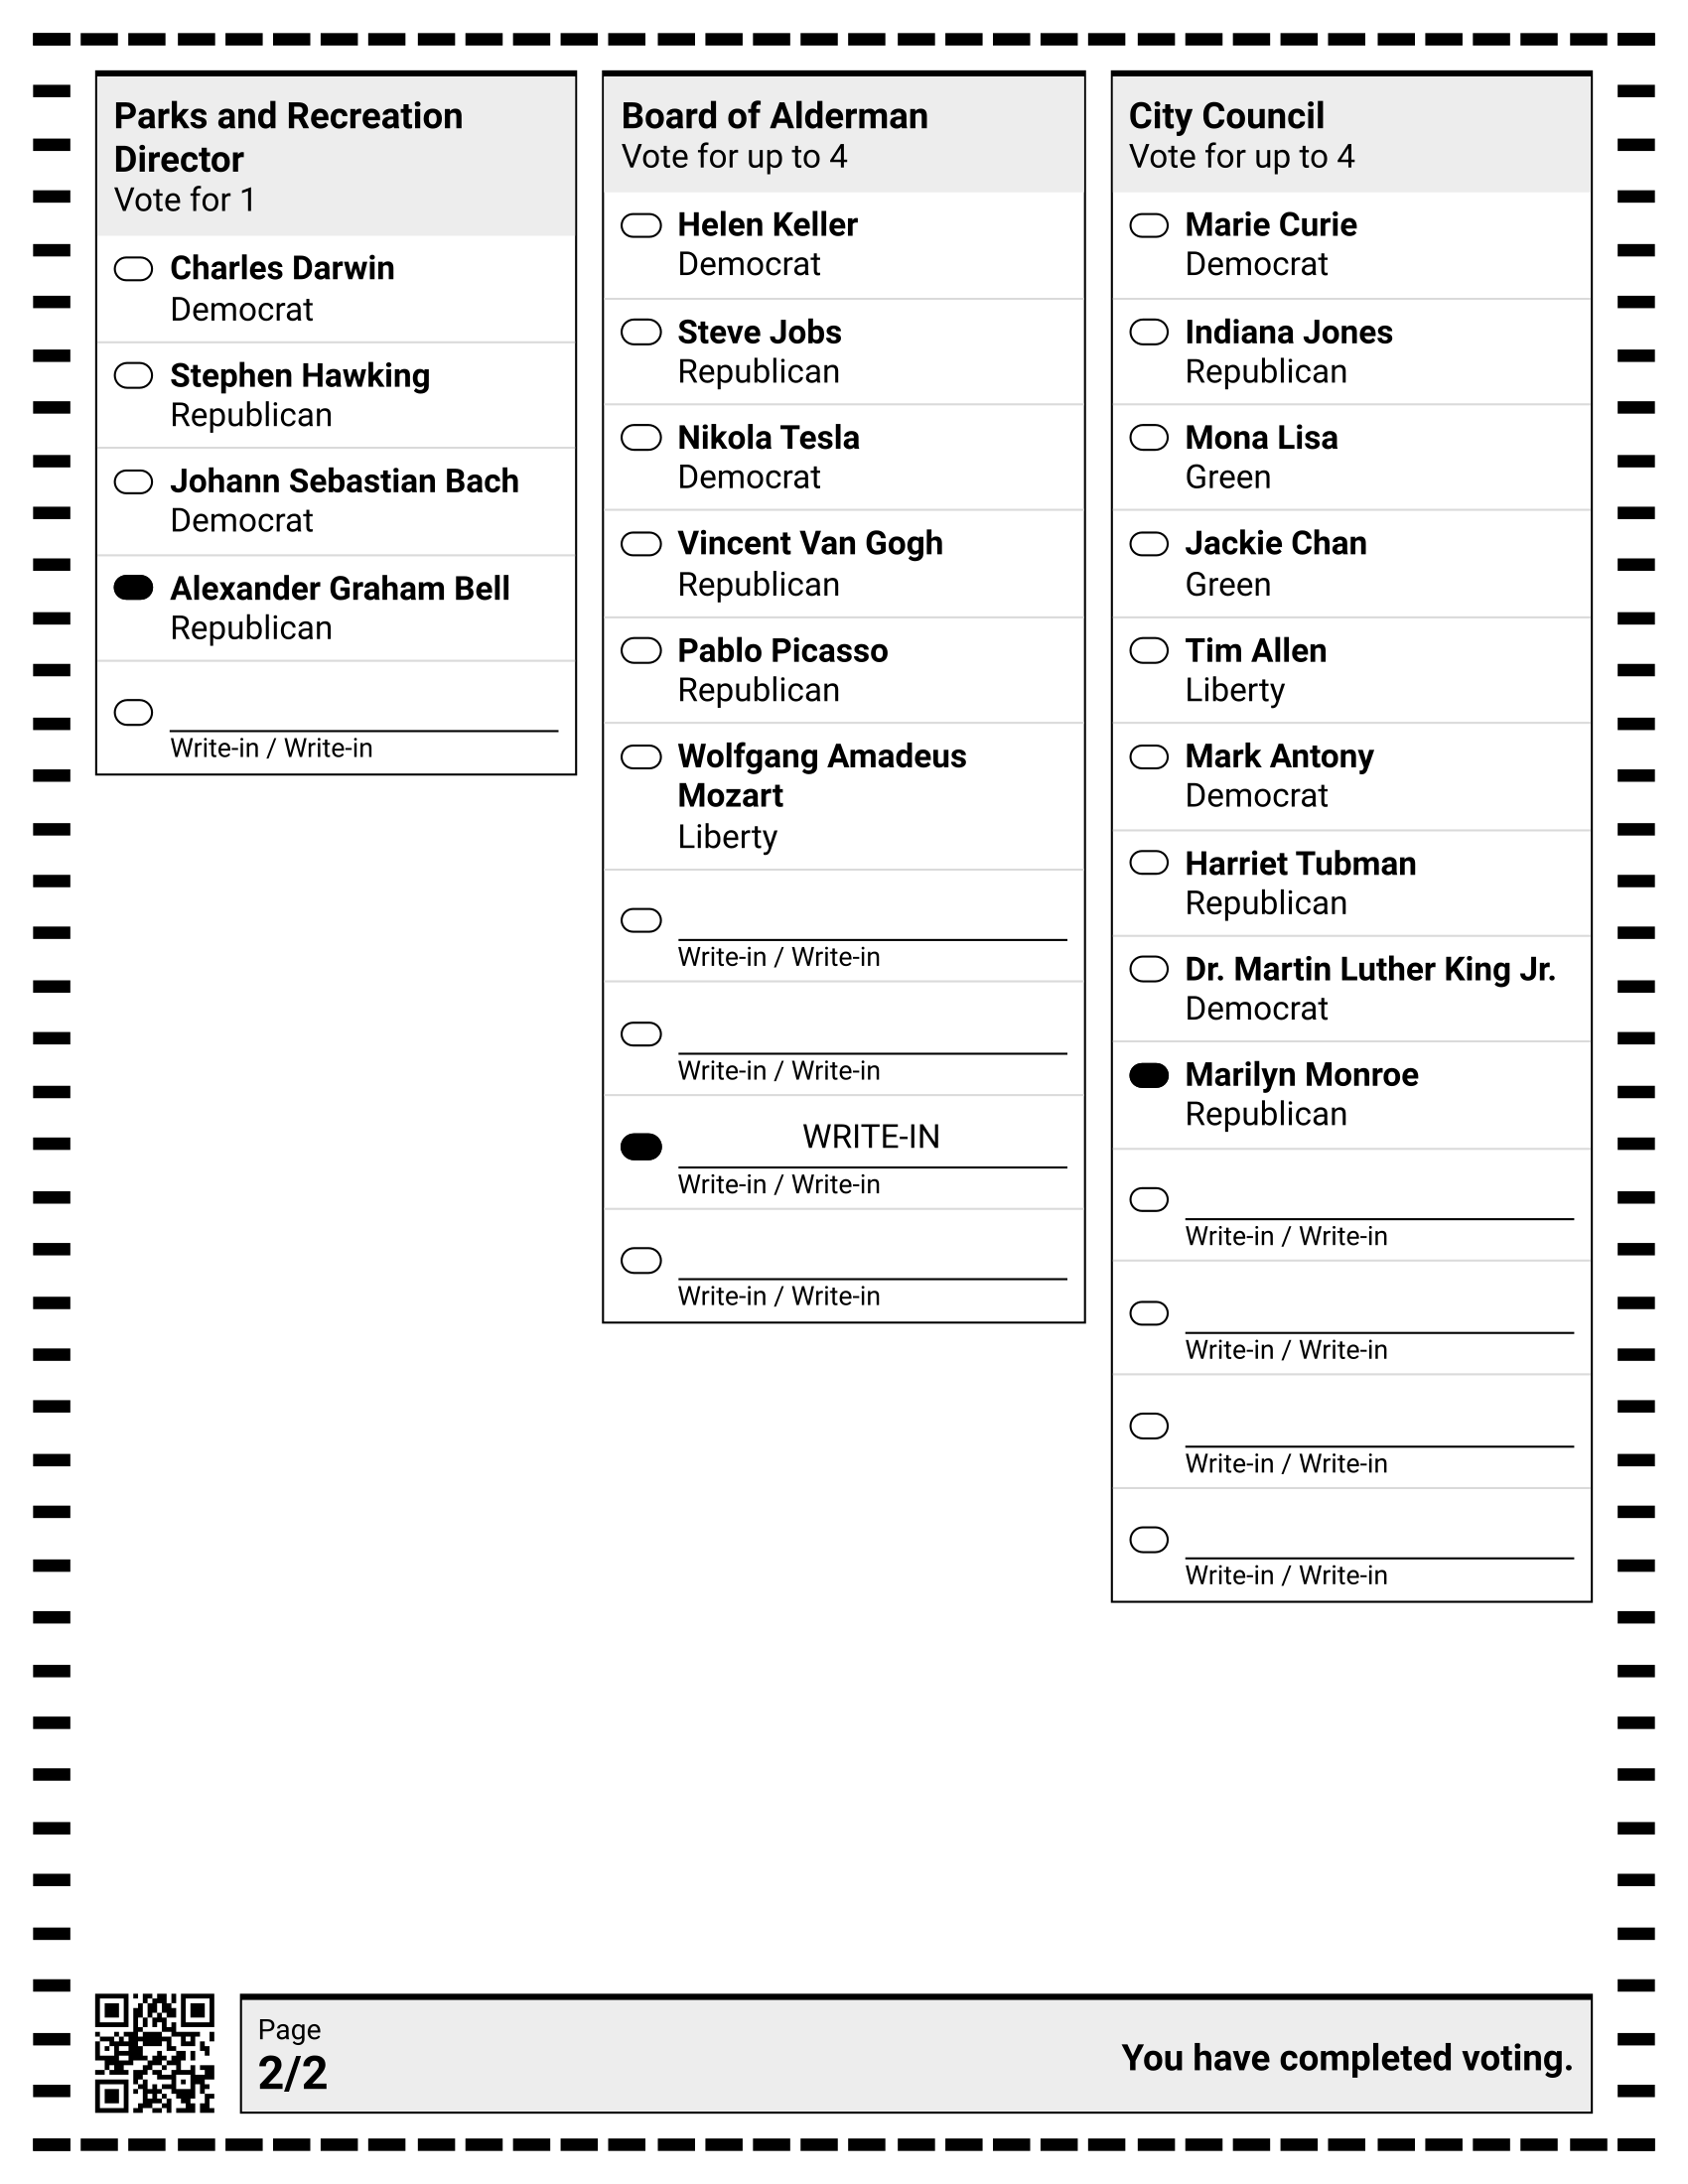 Parks and Recreation
Director
Vote for 1
Charles Darwin
Democrat
Stephen Hawking
Republican
Johann Sebastian Bach
Democrat
Alexander Graham Bell
Republican
Write-in / Write-in
Board of Alderman
Vote for up to 4
Helen Keller
Democrat
Steve Jobs
Republican
Nikola Tesla
Democrat
Vincent Van Gogh
Republican
Pablo Picasso
Republican
Wolfgang Amadeus
Mozart
Liberty
Write-in / Write-in
Write-in / Write-in
WRITE-IN
Write-in / Write-in
Write-in / Write-in
City Council
Vote for up to 4
Marie Curie
Democrat
Indiana Jones
Republican
Mona Lisa
Green
Jackie Chan
Green
Tim Allen
Liberty
Mark Antony
Democrat
Harriet Tubman
Republican
Dr. Martin Luther King Jr.
Democrat
Marilyn Monroe
Republican
Write-in / Write-in
Write-in / Write-in
Write-in / Write-in
Write-in / Write-in
Page
2/2
You have completed voting.